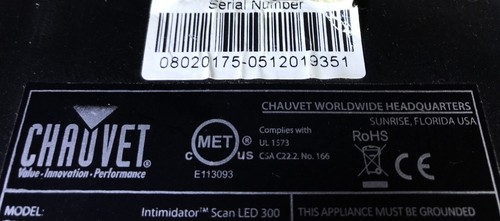 Serial Number
08020175-0512019351
CHAUVET WORLDWIDE HEADQUARTERS
SUNRISE, FLORIDA USA
CHAUVET®
Value • Innovation • Performance
c MET us
E113093
Complies with
UL 1573
CSA C22.2. No. 166
RoHS
CE
MODEL: Intimidator™ Scan LED 300
THIS APPLIANCE MUST BE GROUNDED